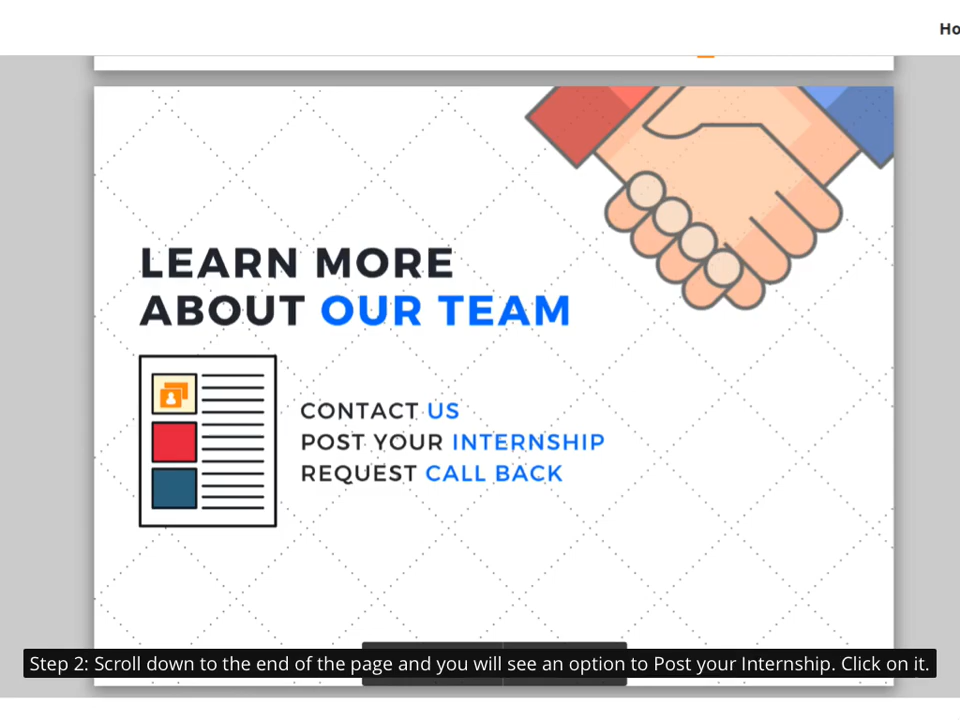 Ho
LEARN MORE
ABOUT OUR TEAM
CONTACT US
POST YOUR INTERNSHIP
REQUEST CALL BACK
Step 2: Scroll down to the end of the page and you will see an option to Post your Internship. Click on it.